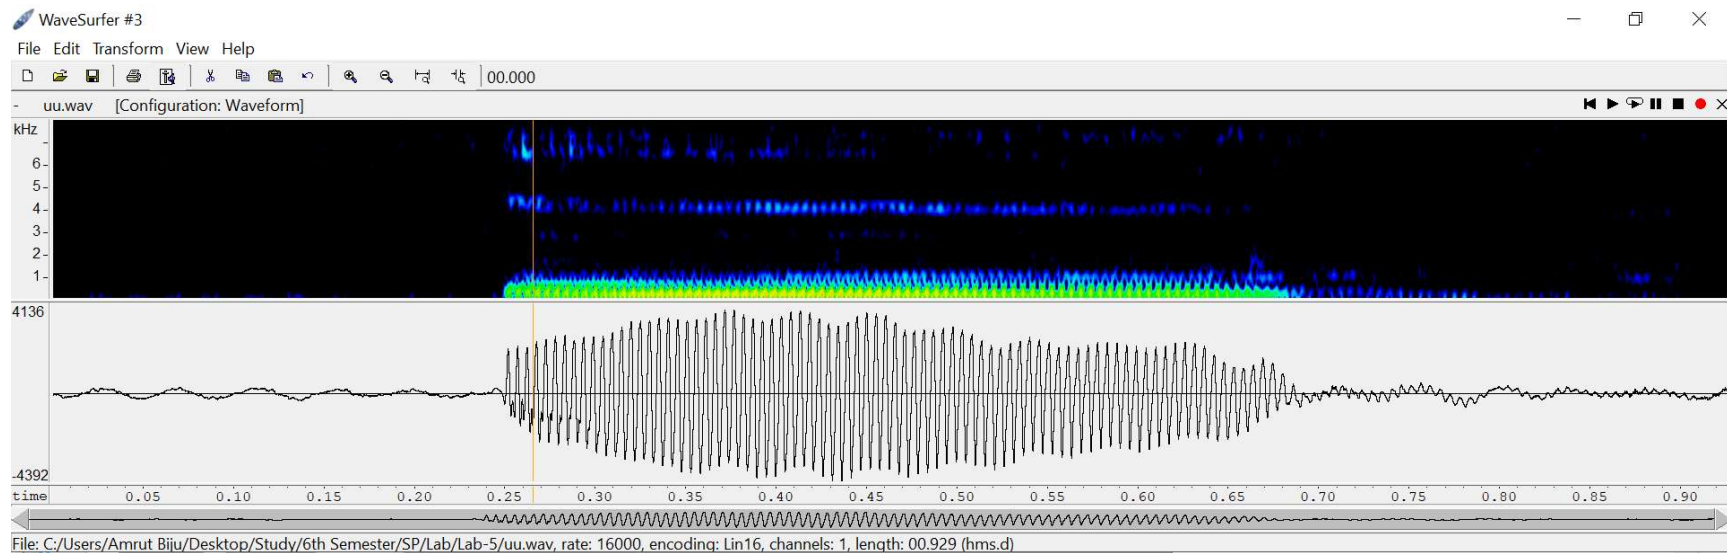 WaveSurfer #3
File Edit Transform View Help
00.000
- uu.wav [Configuration: Waveform]
kHz
6-
5-
4-
3-
2-
1-
4136
-4392
time 0.05 0.10 0.15 0.20 0.25 0.30 0.35 0.40 0.45 0.50 0.55 0.60 0.65 0.70 0.75 0.80 0.85 0.90
File: C:/Users/Amrut Biju/Desktop/Study/6th Semester/SP/Lab/Lab-5/uu.wav, rate: 16000, encoding: Lin16, channels: 1, length: 00.929 (hms.d)